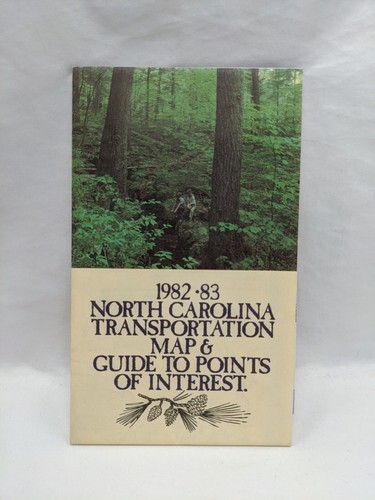 1982·83
NORTH CAROLINA
TRANSPORTATION
MAP &
GUIDE TO POINTS
OF INTEREST.